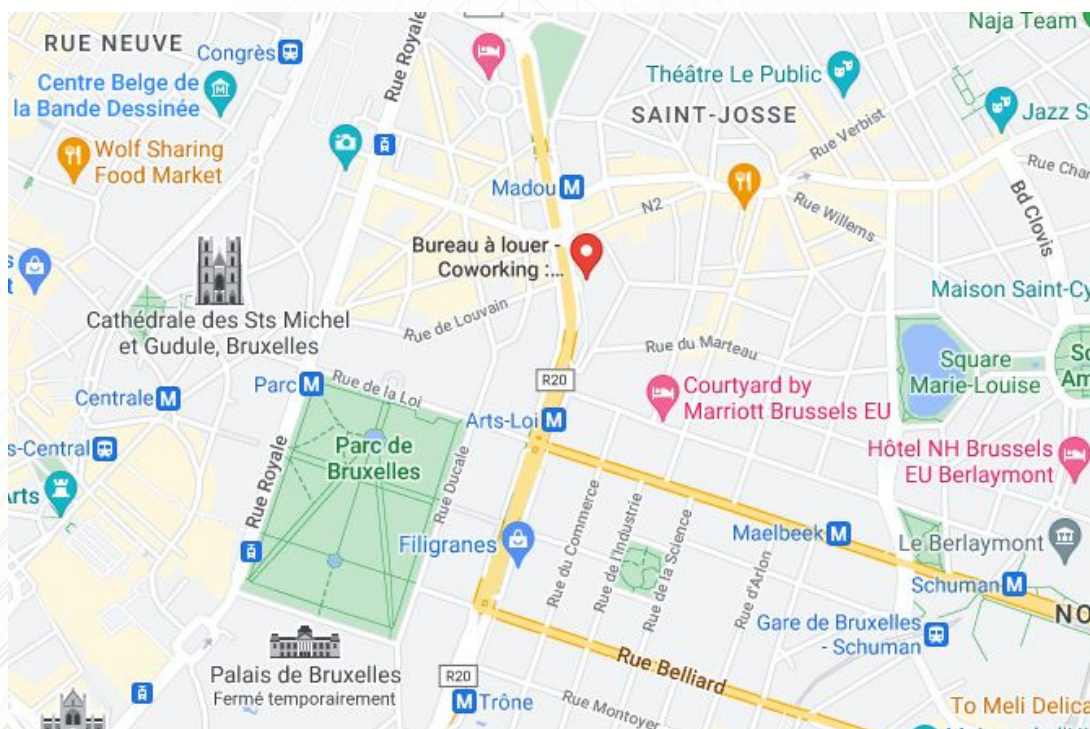 Naja Team
RUE NEUVE
Congrès
Rue Royale
Centre Belge de
la Bande Dessinée
Théâtre Le Public
SAINT-JOSSE
Jazz S
Wolf Sharing
Food Market
Rue Verbist
Rue Char
Madou
N2
Rue Willems
Bd Clovis
Bureau à louer -
Coworking :...
Maison Saint-Cy
Cathédrale des Sts Michel
et Gudule, Bruxelles
Rue de Louvain
Rue du Marteau
Square
Marie-Louise
Sq
Am
Parc
Rue de la Loi
R20
Centrale
Courtyard by
Marriott Brussels EU
Arts-Loi
s-Central
Parc de
Bruxelles
Hôtel NH Brussels
EU Berlaymont
Arts
Rue Royale
Rue Ducale
Filigranes
Rue du Commerce
Rue de l'Industrie
Rue de la Science
Rue d'Arlon
Maelbeek
Le Berlaymont
Schuman
NO
Gare de Bruxelles
- Schuman
Palais de Bruxelles
Fermé temporairement
R20
Trône
Rue Belliard
Rue Montoyer
To Meli Delica